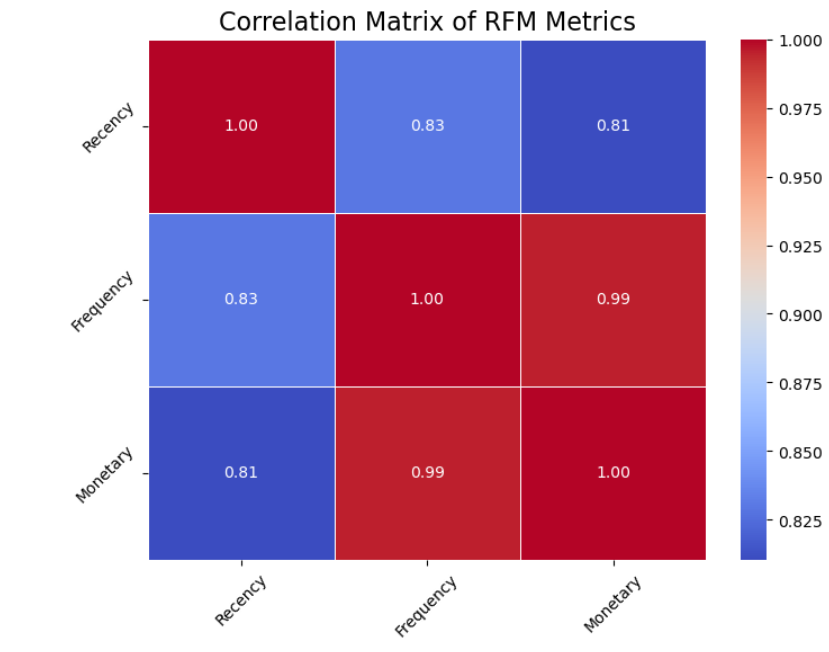 Correlation Matrix of RFM Metrics
Recency
1.00
0.83
0.81
Frequency
0.83
1.00
0.99
Monetary
0.81
0.99
1.00
Recency
Frequency
Monetary
1.000
0.975
0.950
0.925
0.900
0.875
0.850
0.825